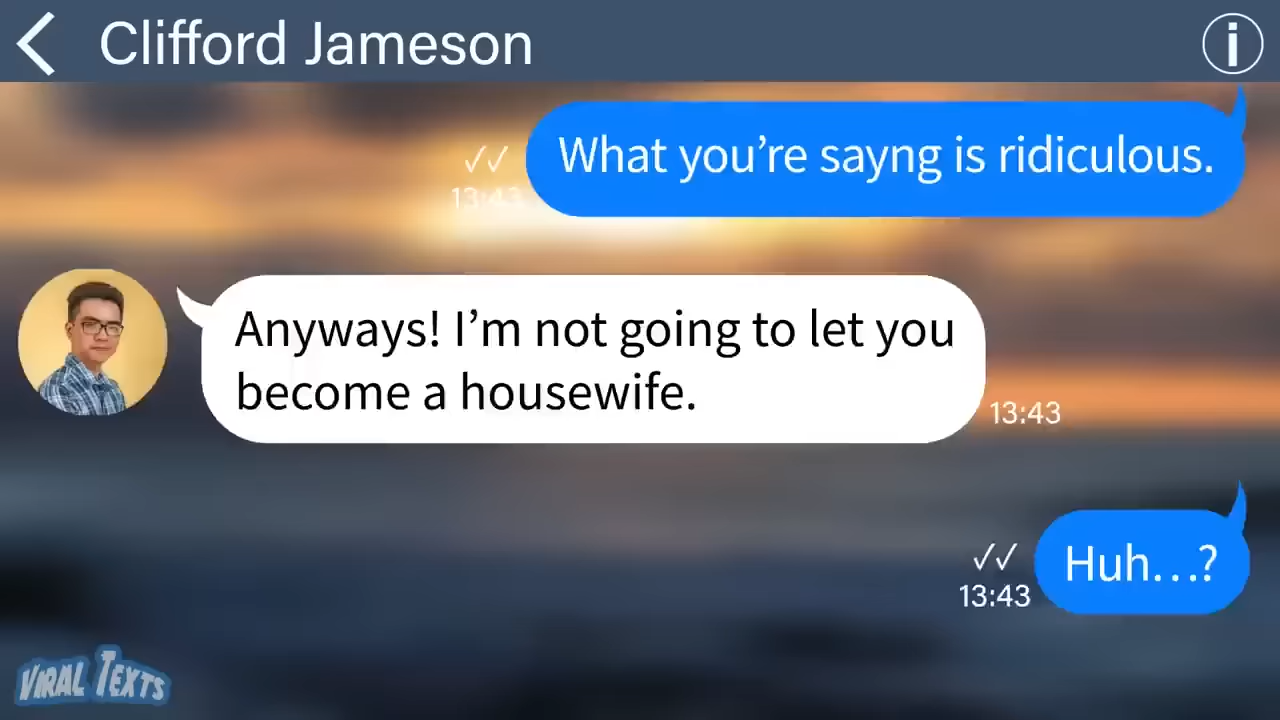 Clifford Jameson
i
What you're sayng is ridiculous.
✓✓
13:43
Anyways! I'm not going to let you
become a housewife.
13:43
Huh...?
✓✓
13:43
VIRAL TEXTS